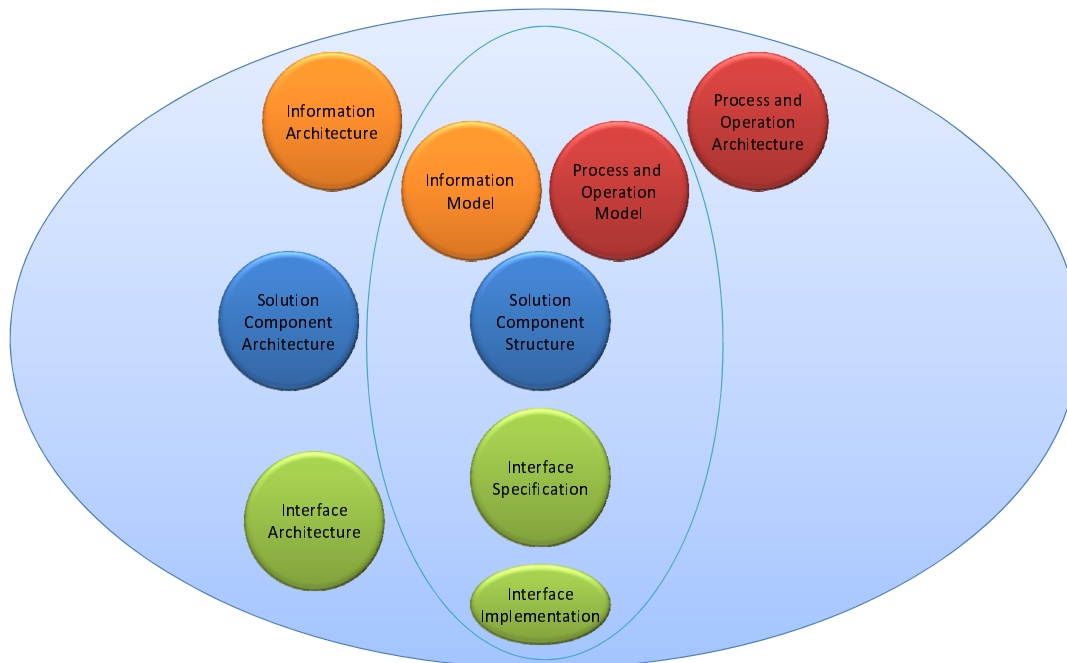 Information
Architecture
Process and
Operation
Architecture
Information
Model
Process and
Operation
Model
Solution
Component
Architecture
Solution
Component
Structure
Interface
Specification
Interface
Architecture
Interface
Implementation